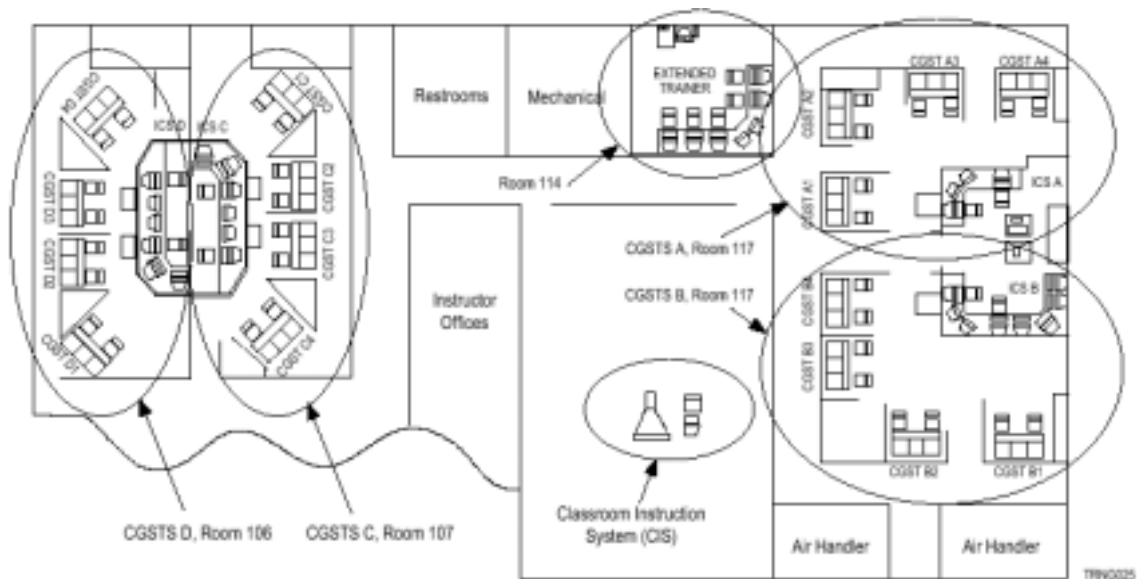 CGST D4
ICS D
ICS C
CGST C1
Restrooms
Mechanical
EXTENDED
TRAINER
CGST A3
CGST A4
CGST A2
CGST D3
CGST C2
Room 114
CGST A1
ICS A
CGST D2
CGST C3
CGSTS A, Room 117
CGSTS B, Room 117
Instructor
Offices
CGST B4
ICS B
CGST D1
CGST C4
CGST B3
CGST B2
CGST B1
CGSTS D, Room 106
CGSTS C, Room 107
Classroom Instruction
System (CIS)
Air Handler
Air Handler
TRNG025